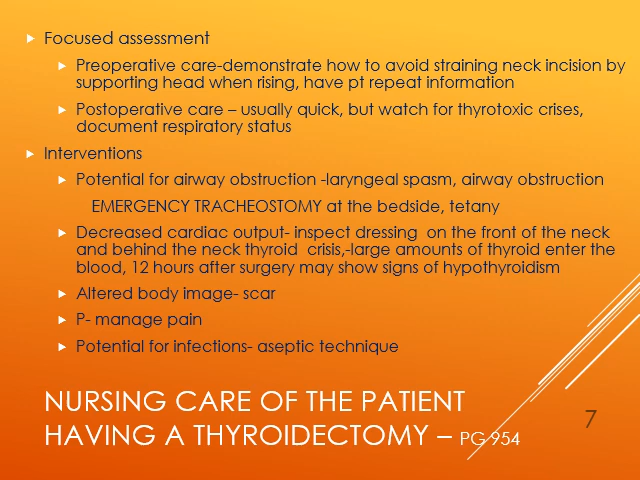 Focused assessment
Preoperative care-demonstrate how to avoid straining neck incision by
supporting head when rising, have pt repeat information
Postoperative care – usually quick, but watch for thyrotoxic crises,
document respiratory status
Interventions
Potential for airway obstruction -laryngeal spasm, airway obstruction
EMERGENCY TRACHEOSTOMY at the bedside, tetany
Decreased cardiac output- inspect dressing  on the front of the neck
and behind the neck thyroid  crisis,-large amounts of thyroid enter the
blood, 12 hours after surgery may show signs of hypothyroidism
Altered body image- scar
P- manage pain
Potential for infections- aseptic technique
NURSING CARE OF THE PATIENT
HAVING A THYROIDECTOMY – PG 954
7